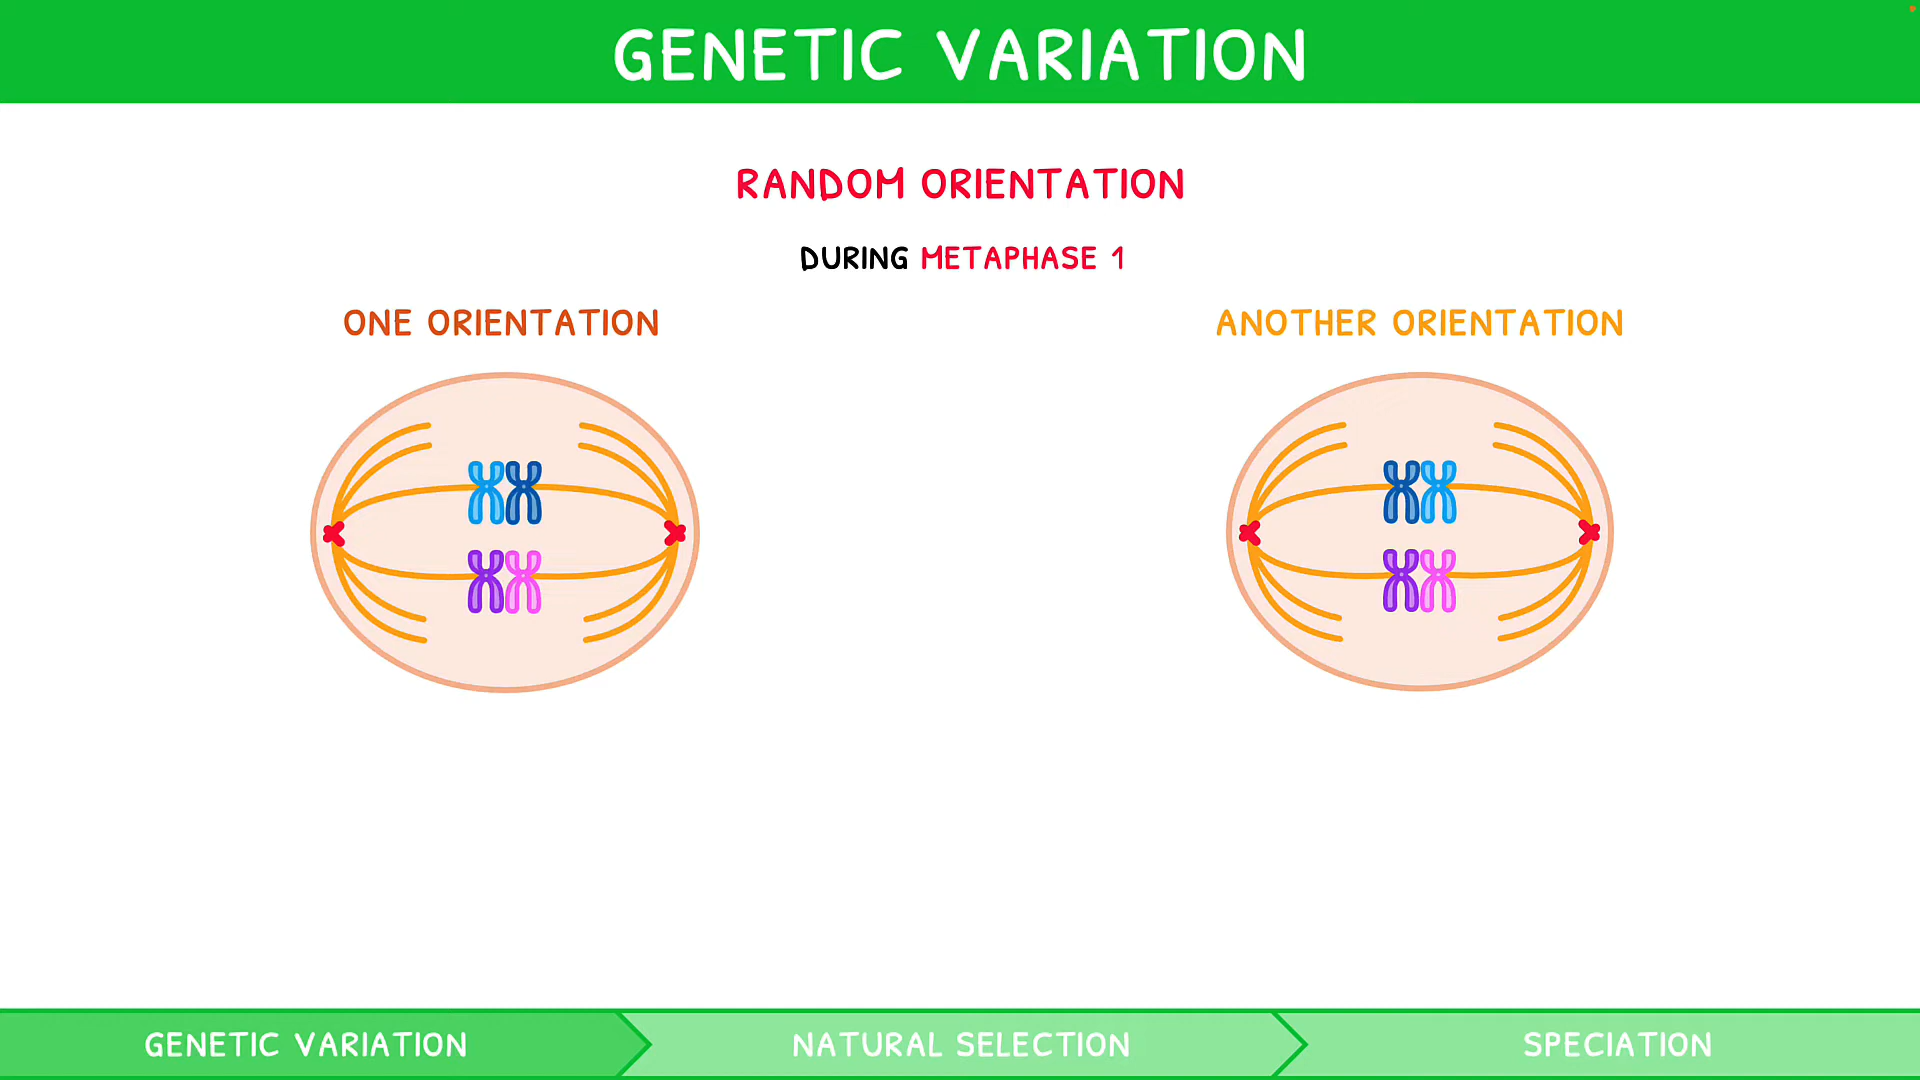 GENETIC VARIATION
RANDOM ORIENTATION
DURING METAPHASE 1
ONE ORIENTATION
ANOTHER ORIENTATION
GENETIC VARIATION
NATURAL SELECTION
SPECIATION